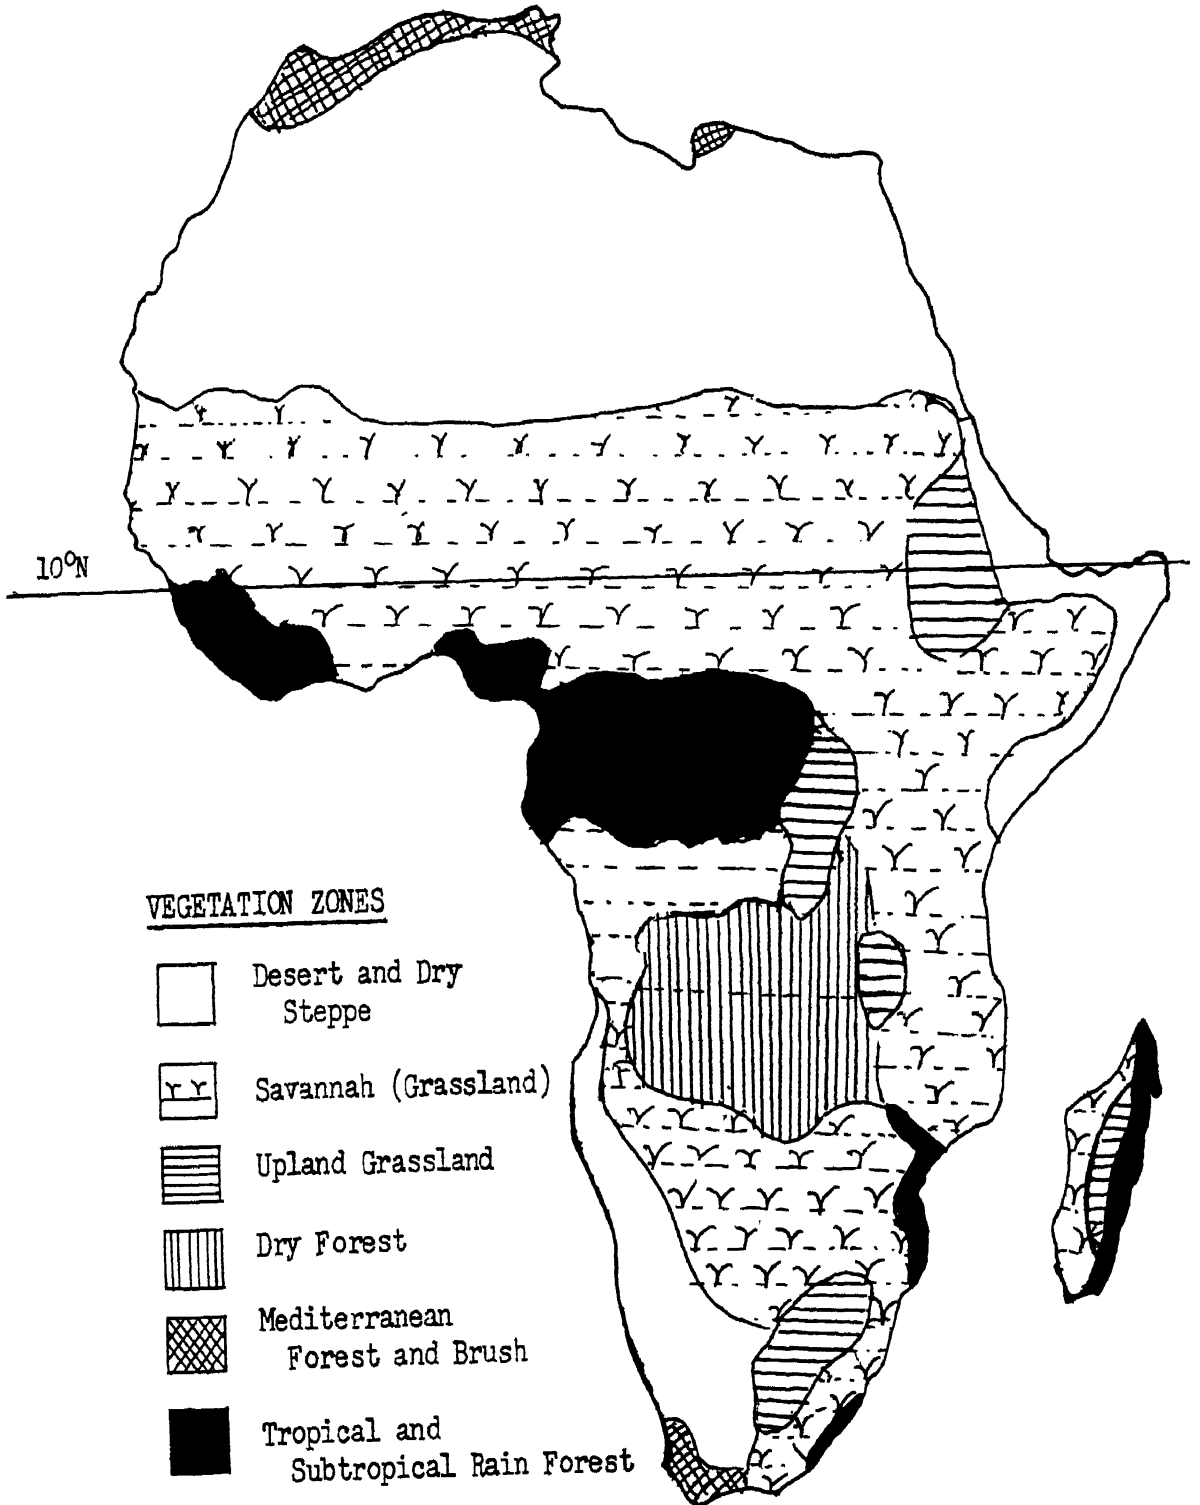 10°N
VEGETATION ZONES
Desert and Dry
Steppe
Savannah (Grassland)
Upland Grassland
Dry Forest
Mediterranean
Forest and Brush
Tropical and
Subtropical Rain Forest